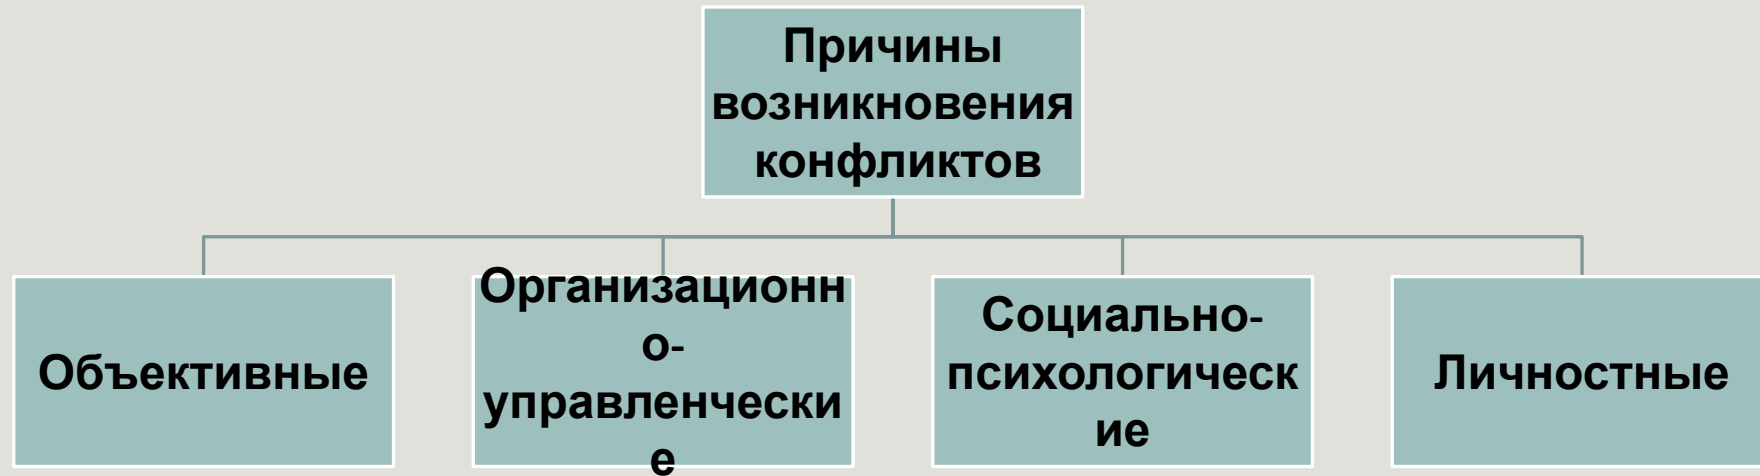 Причины
возникновения
конфликтов
Объективные
Организационн
о-
управленчески
е
Социально-
психологическ
ие
Личностные